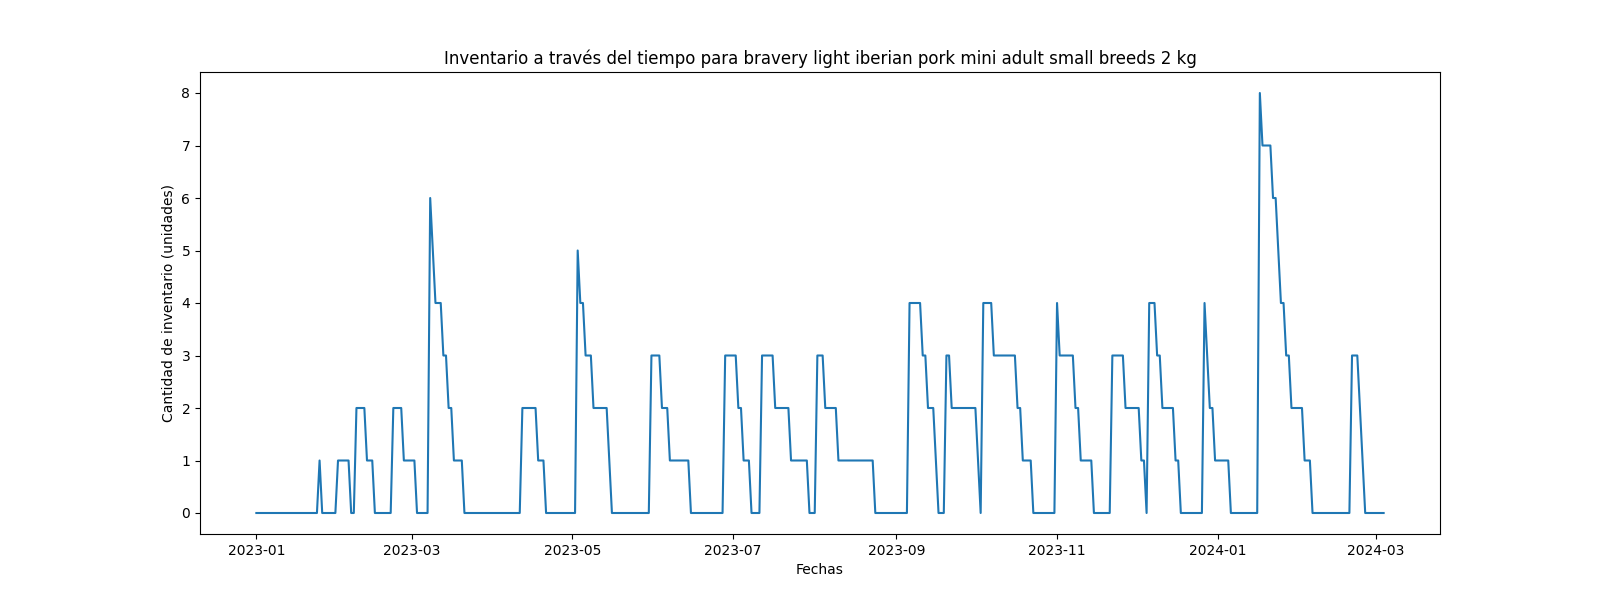 Inventario a través del tiempo para bravery light iberian pork mini adult small breeds 2 kg
Cantidad de inventario (unidades)
8
7
6
5
4
3
2
1
0
2023-01 2023-03 2023-05 2023-07 2023-09 2023-11 2024-01 2024-03
Fechas